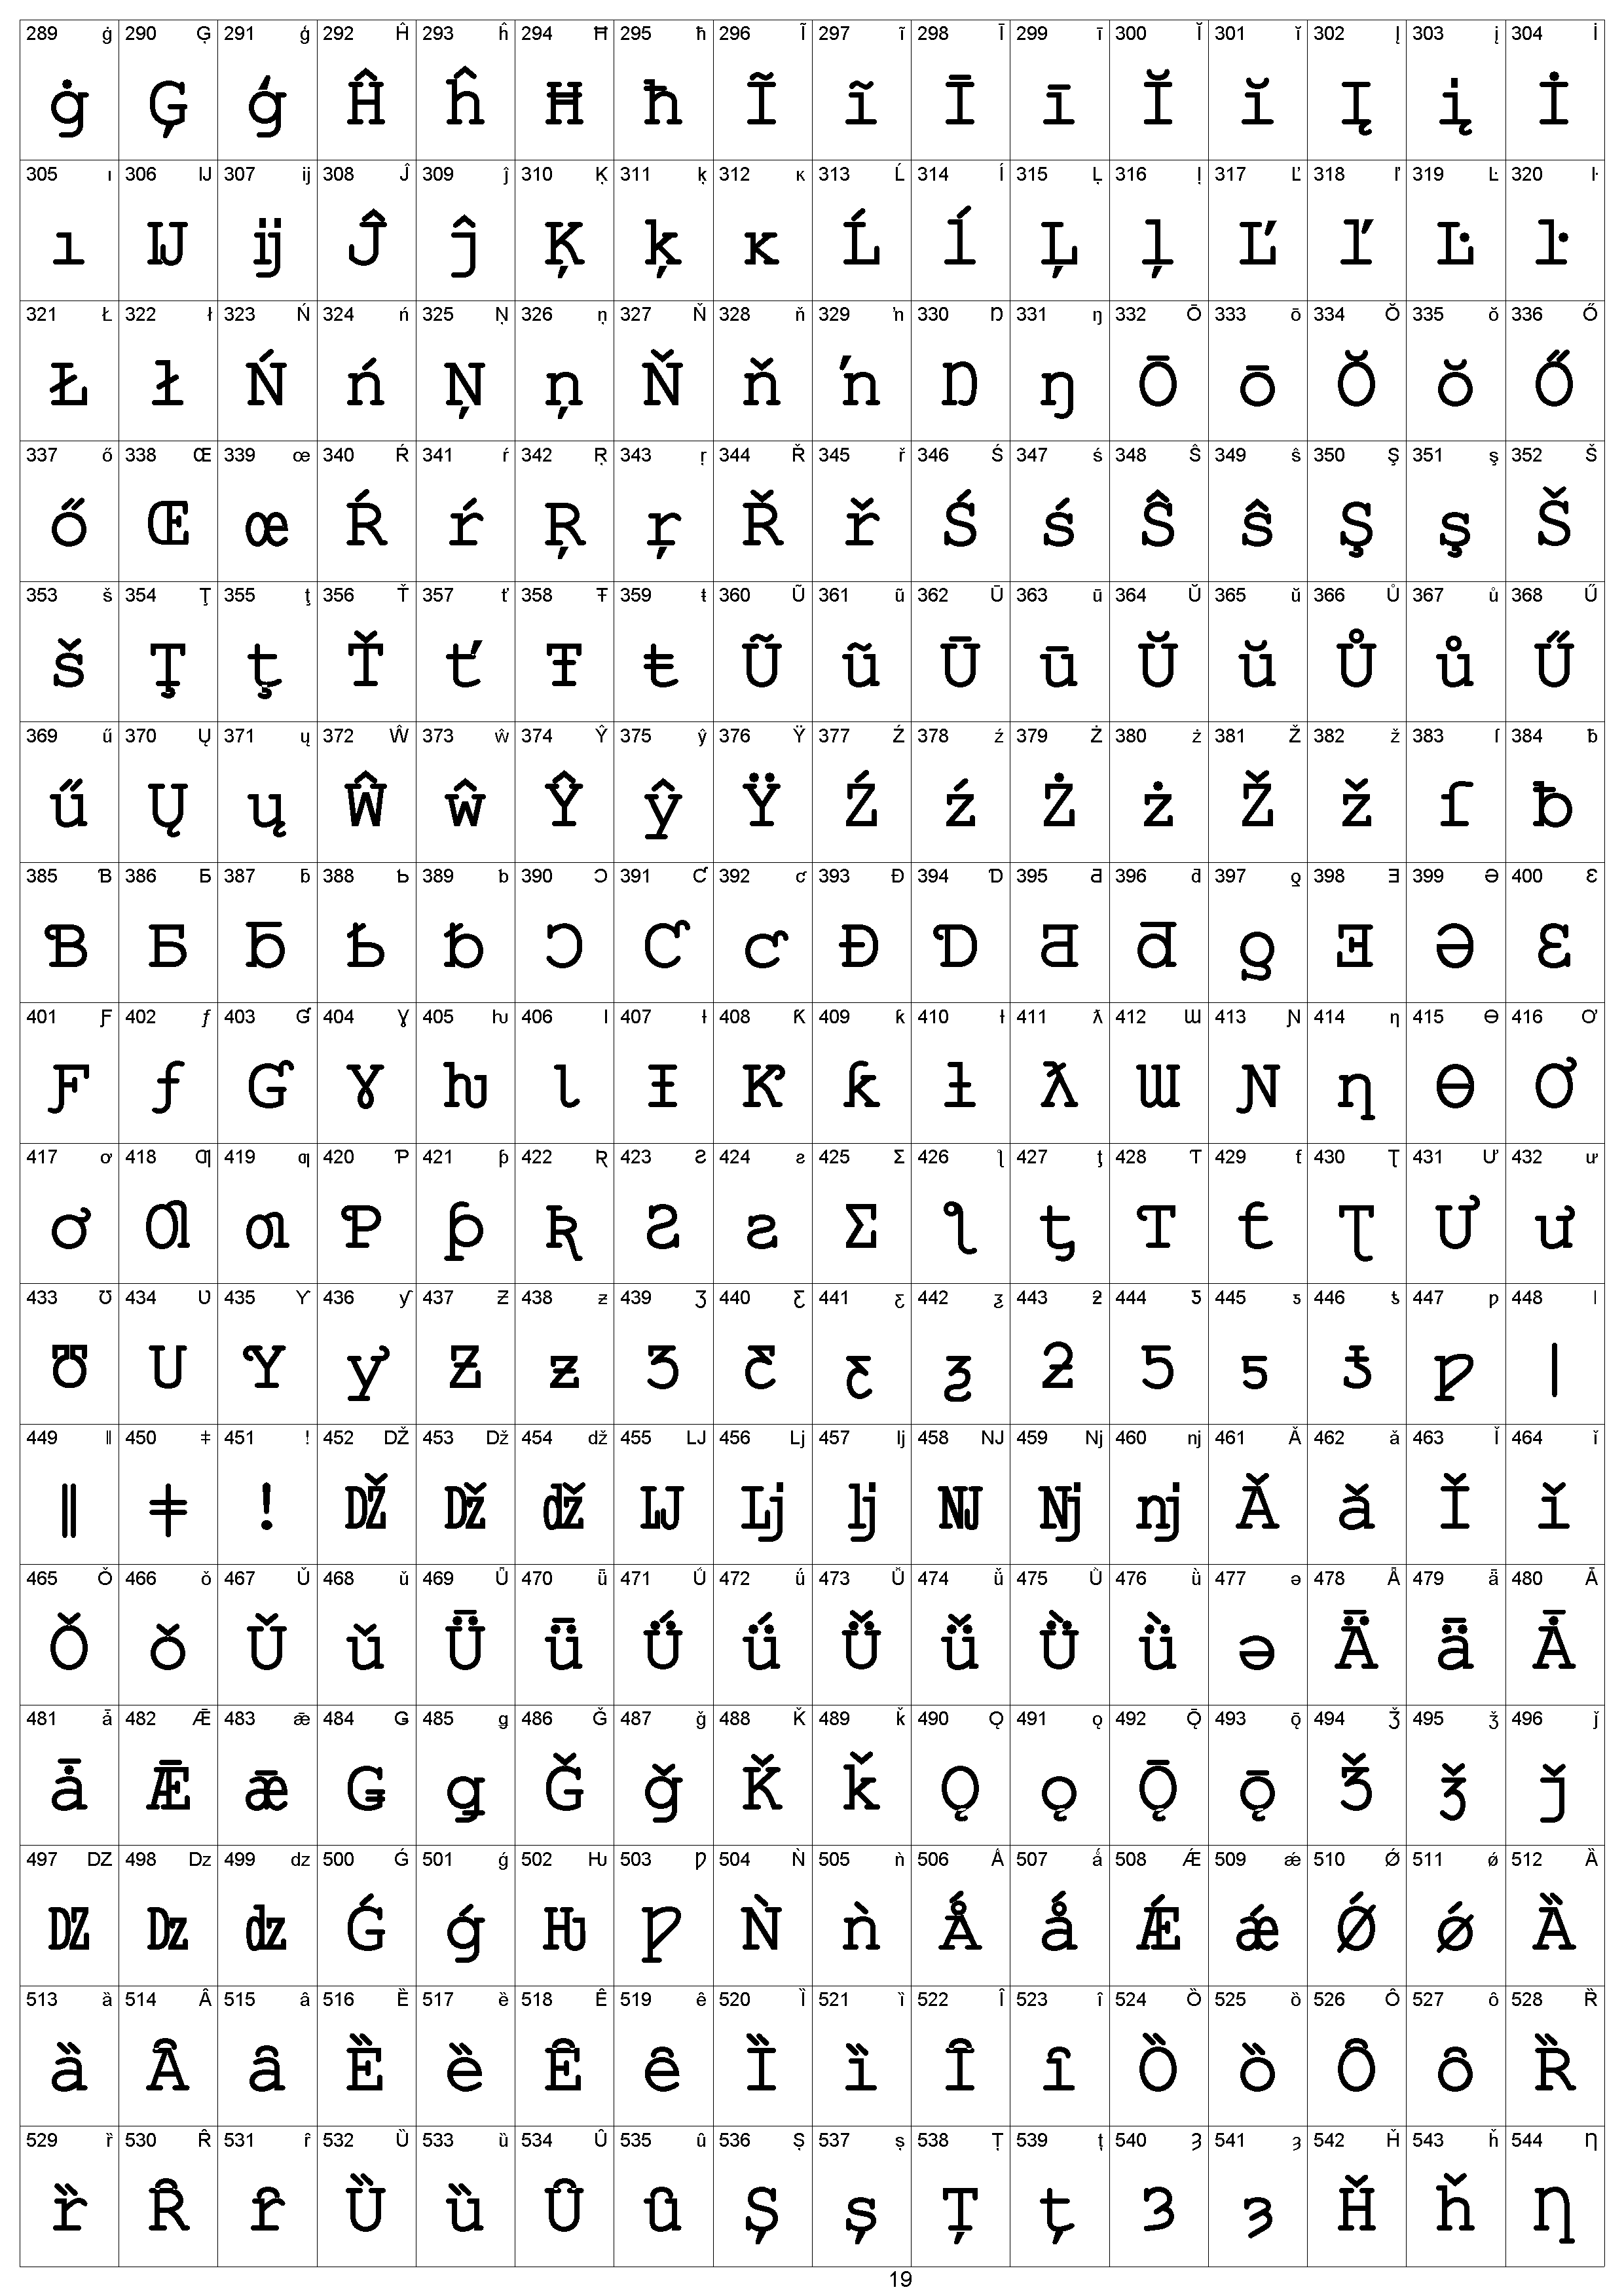 289 ġ 290 Ģ 291 ģ 292 Ĥ 293 ĥ 294 Ħ 295 ħ 296 Ĩ 297 ĩ 298 Ī 299 ī 300 Ĭ 301 ĭ 302 Į 303 į 304 İ
ġ Ģ ģ Ĥ ĥ Ħ ħ Ĩ ĩ Ī ī Ĭ ĭ Į į İ
305 ı 306 Ĳ 307 ĳ 308 Ĵ 309 ĵ 310 Ķ 311 ķ 312 ĸ 313 Ĺ 314 ĺ 315 Ļ 316 ļ 317 Ľ 318 ľ 319 Ŀ 320 ŀ
ı Ĳ ĳ Ĵ ĵ Ķ ķ ĸ Ĺ ĺ Ļ ļ Ľ ľ Ŀ ŀ
321 Ł 322 ł 323 Ń 324 ń 325 Ņ 326 ņ 327 Ň 328 ň 329 ŉ 330 Ŋ 331 ŋ 332 Ō 333 ō 334 Ŏ 335 ŏ 336 Ő
Ł ł Ń ń Ņ ņ Ň ň ŉ Ŋ ŋ Ō ō Ŏ ŏ Ő
337 ő 338 Œ 339 œ 340 Ŕ 341 ŕ 342 Ŗ 343 ŗ 344 Ř 345 ř 346 Ś 347 ś 348 Ŝ 349 ŝ 350 Ş 351 ş 352 Š
ő Œ œ Ŕ ŕ Ŗ ŗ Ř ř Ś ś Ŝ ŝ Ş ş Š
353 š 354 Ţ 355 ţ 356 Ť 357 ť 358 Ŧ 359 ŧ 360 Ũ 361 ũ 362 Ū 363 ū 364 Ŭ 365 ŭ 366 Ů 367 ů 368 Ű
š Ţ ţ Ť ť Ŧ ŧ Ũ ũ Ū ū Ŭ ŭ Ů ů Ű
369 ű 370 Ų 371 ų 372 Ŵ 373 ŵ 374 Ŷ 375 ŷ 376 Ÿ 377 Ź 378 ź 379 Ż 380 ż 381 Ž 382 ž 383 ſ 384 ƀ
ű Ų ų Ŵ ŵ Ŷ ŷ Ÿ Ź ź Ż ż Ž ž ſ ƀ
385 Ɓ 386 Ƃ 387 ƃ 388 Ƅ 389 ƅ 390 Ɔ 391 Ƈ 392 ƈ 393 Ɖ 394 Ɗ 395 Ƌ 396 ƌ 397 ƍ 398 Ǝ 399 Ə 400 Ɛ
Ɓ Ƃ ƃ Ƅ ƅ Ɔ Ƈ ƈ Ɖ Ɗ Ƌ ƌ ƍ Ǝ Ə Ɛ
401 Ƒ 402 ƒ 403 Ɠ 404 Ɣ 405 ƕ 406 Ɩ 407 Ɨ 408 Ƙ 409 ƙ 410 ƚ 411 ƛ 412 Ɯ 413 Ɲ 414 ƞ 415 Ɵ 416 Ơ
Ƒ ƒ Ɠ Ɣ ƕ Ɩ Ɨ Ƙ ƙ ƚ ƛ Ɯ Ɲ ƞ Ɵ Ơ
417 ơ 418 Ƣ 419 ƣ 420 Ƥ 421 ƥ 422 Ʀ 423 Ƨ 424 ƨ 425 Ʃ 426 ƪ 427 ƫ 428 Ƭ 429 ƭ 430 Ʈ 431 Ư 432 ư
ơ Ƣ ƣ Ƥ ƥ Ʀ Ƨ ƨ Ʃ ƪ ƫ Ƭ ƭ Ʈ Ư ư
433 Ʊ 434 Ʋ 435 Ƴ 436 ƴ 437 Ƶ 438 ƶ 439 Ʒ 440 Ƹ 441 ƹ 442 ƺ 443 ƻ 444 Ƽ 445 ƽ 446 ƾ 447 ƿ 448 ǀ
Ʊ Ʋ Ƴ ƴ Ƶ ƶ Ʒ Ƹ ƹ ƺ ƻ Ƽ ƽ ƾ ƿ ǀ
449 ǁ 450 ǂ 451 ǃ 452 Ǆ 453 ǅ 454 ǆ 455 Ǉ 456 ǈ 457 ǉ 458 Ǌ 459 ǋ 460 ǌ 461 Ǎ 462 ǎ 463 Ǐ 464 ǐ
ǁ ǂ ǃ Ǆ ǅ ǆ Ǉ ǈ ǉ Ǌ ǋ ǌ Ǎ ǎ Ǐ ǐ
465 Ǒ 466 ǒ 467 Ǔ 468 ǔ 469 Ǖ 470 ǖ 471 Ǘ 472 ǘ 473 Ǚ 474 ǚ 475 Ǜ 476 ǜ 477 ǝ 478 Ǟ 479 ǟ 480 Ǡ
Ǒ ǒ Ǔ ǔ Ǖ ǖ Ǘ ǘ Ǚ ǚ Ǜ ǜ ǝ Ǟ ǟ Ǡ
481 ǡ 482 Ǣ 483 ǣ 484 Ǥ 485 ǥ 486 Ǧ 487 ǧ 488 Ǩ 489 ǩ 490 Ǫ 491 ǫ 492 Ǭ 493 ǭ 494 Ǯ 495 ǯ 496 ǰ
ǡ Ǣ ǣ Ǥ ǥ Ǧ ǧ Ǩ ǩ Ǫ ǫ Ǭ ǭ Ǯ ǯ ǰ
497 Ǳ 498 ǲ 499 ǳ 500 Ǵ 501 ǵ 502 Ƕ 503 Ƿ 504 Ǹ 505 ǹ 506 Ǻ 507 ǻ 508 Ǽ 509 ǽ 510 Ǿ 511 ǿ 512 Ȁ
Ǳ ǲ ǳ Ǵ ǵ Ƕ Ƿ Ǹ ǹ Ǻ ǻ Ǽ ǽ Ǿ ǿ Ȁ
513 ȁ 514 Ȃ 515 ȃ 516 Ȅ 517 ȅ 518 Ȇ 519 ȇ 520 Ȉ 521 ȉ 522 Ȋ 523 ȋ 524 Ȍ 525 ȍ 526 Ȏ 527 ȏ 528 Ȑ
ȁ Ȃ ȃ Ȅ ȅ Ȇ ȇ Ȉ ȉ Ȋ ȋ Ȍ ȍ Ȏ ȏ Ȑ
529 ȑ 530 Ȓ 531 ȓ 532 Ȕ 533 ȕ 534 Ȗ 535 ȗ 536 Ș 537 ș 538 Ț 539 ț 540 Ȝ 541 ȝ 542 Ȟ 543 ȟ 544 Ƞ
ȑ Ȓ ȓ Ȕ ȕ Ȗ ȗ Ș ș Ț ț Ȝ ȝ Ȟ ȟ Ƞ
19